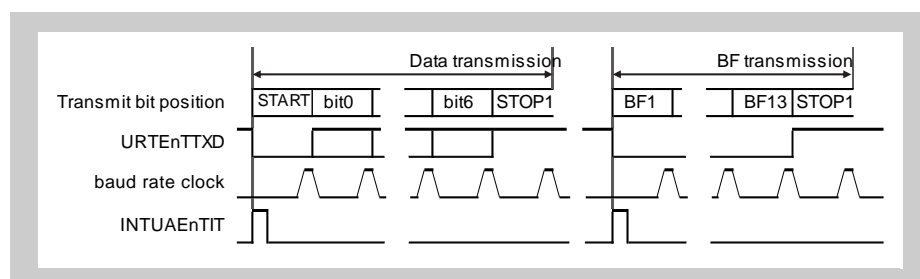 Data transmission BF transmission
Transmit bit position START bit0 bit6 STOP1 BF1 BF13 STOP1
URTEnTTXD
baud rate clock
INTUAEnTIT